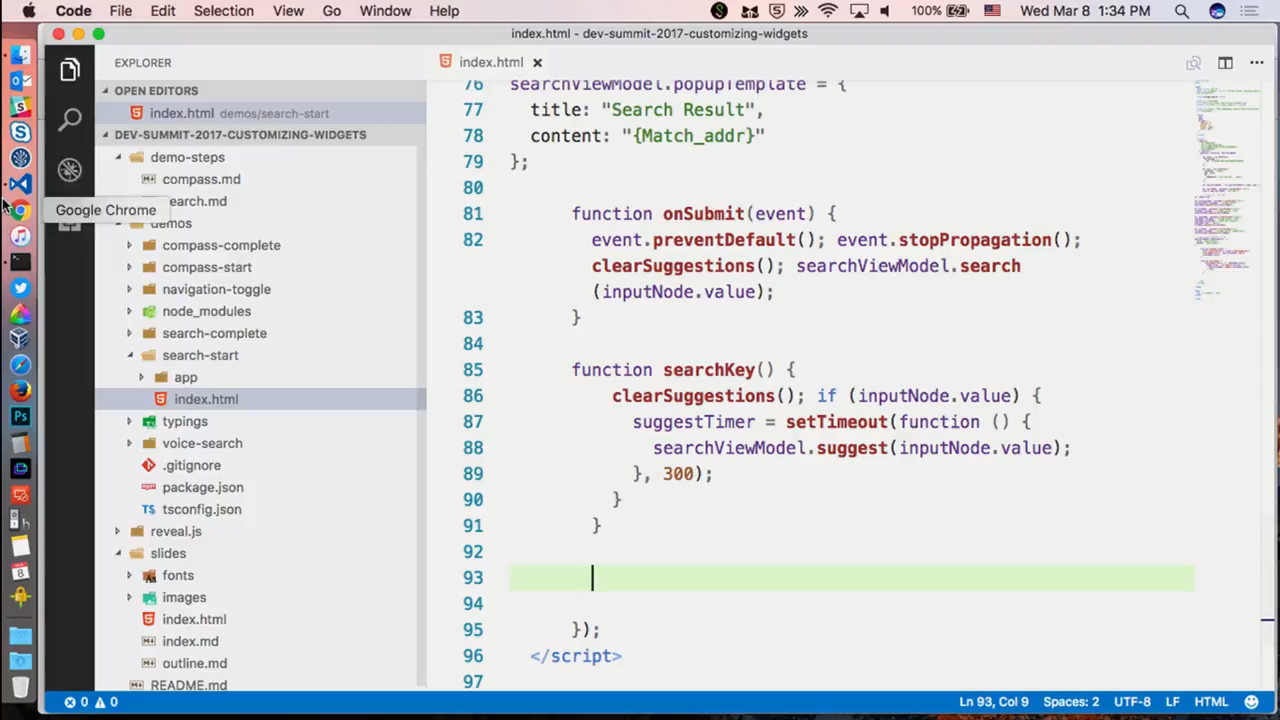 Code File Edit Selection View Go Window Help 100% Wed Mar 8 1:34 PM
index.html - dev-summit-2017-customizing-widgets
EXPLORER
index.html
OPEN EDITORS
index.html demos/search-start
DEV-SUMMIT-2017-CUSTOMIZING-WIDGETS
demo-steps
compass.md
search.md
Google Chrome
demos
compass-complete
compass-start
navigation-toggle
node_modules
search-complete
search-start
app
index.html
typings
voice-search
.gitignore
package.json
tsconfig.json
reveal.js
slides
fonts
images
index.html
index.md
outline.md
README.md
76 searchViewModel.popupTemplate = {
77 title: "Search Result",
78 content: "{Match_addr}"
79 };
80
81 function onSubmit(event) {
82 event.preventDefault(); event.stopPropagation();
clearSuggestions(); searchViewModel.search
(inputNode.value);
83 }
84
85 function searchKey() {
86 clearSuggestions(); if (inputNode.value) {
87 suggestTimer = setTimeout(function () {
88 searchViewModel.suggest(inputNode.value);
89 }, 300);
90 }
91 }
92
93
94
95 });
96 </script>
97
0 0 Ln 93, Col 9 Spaces: 2 UTF-8 LF HTML